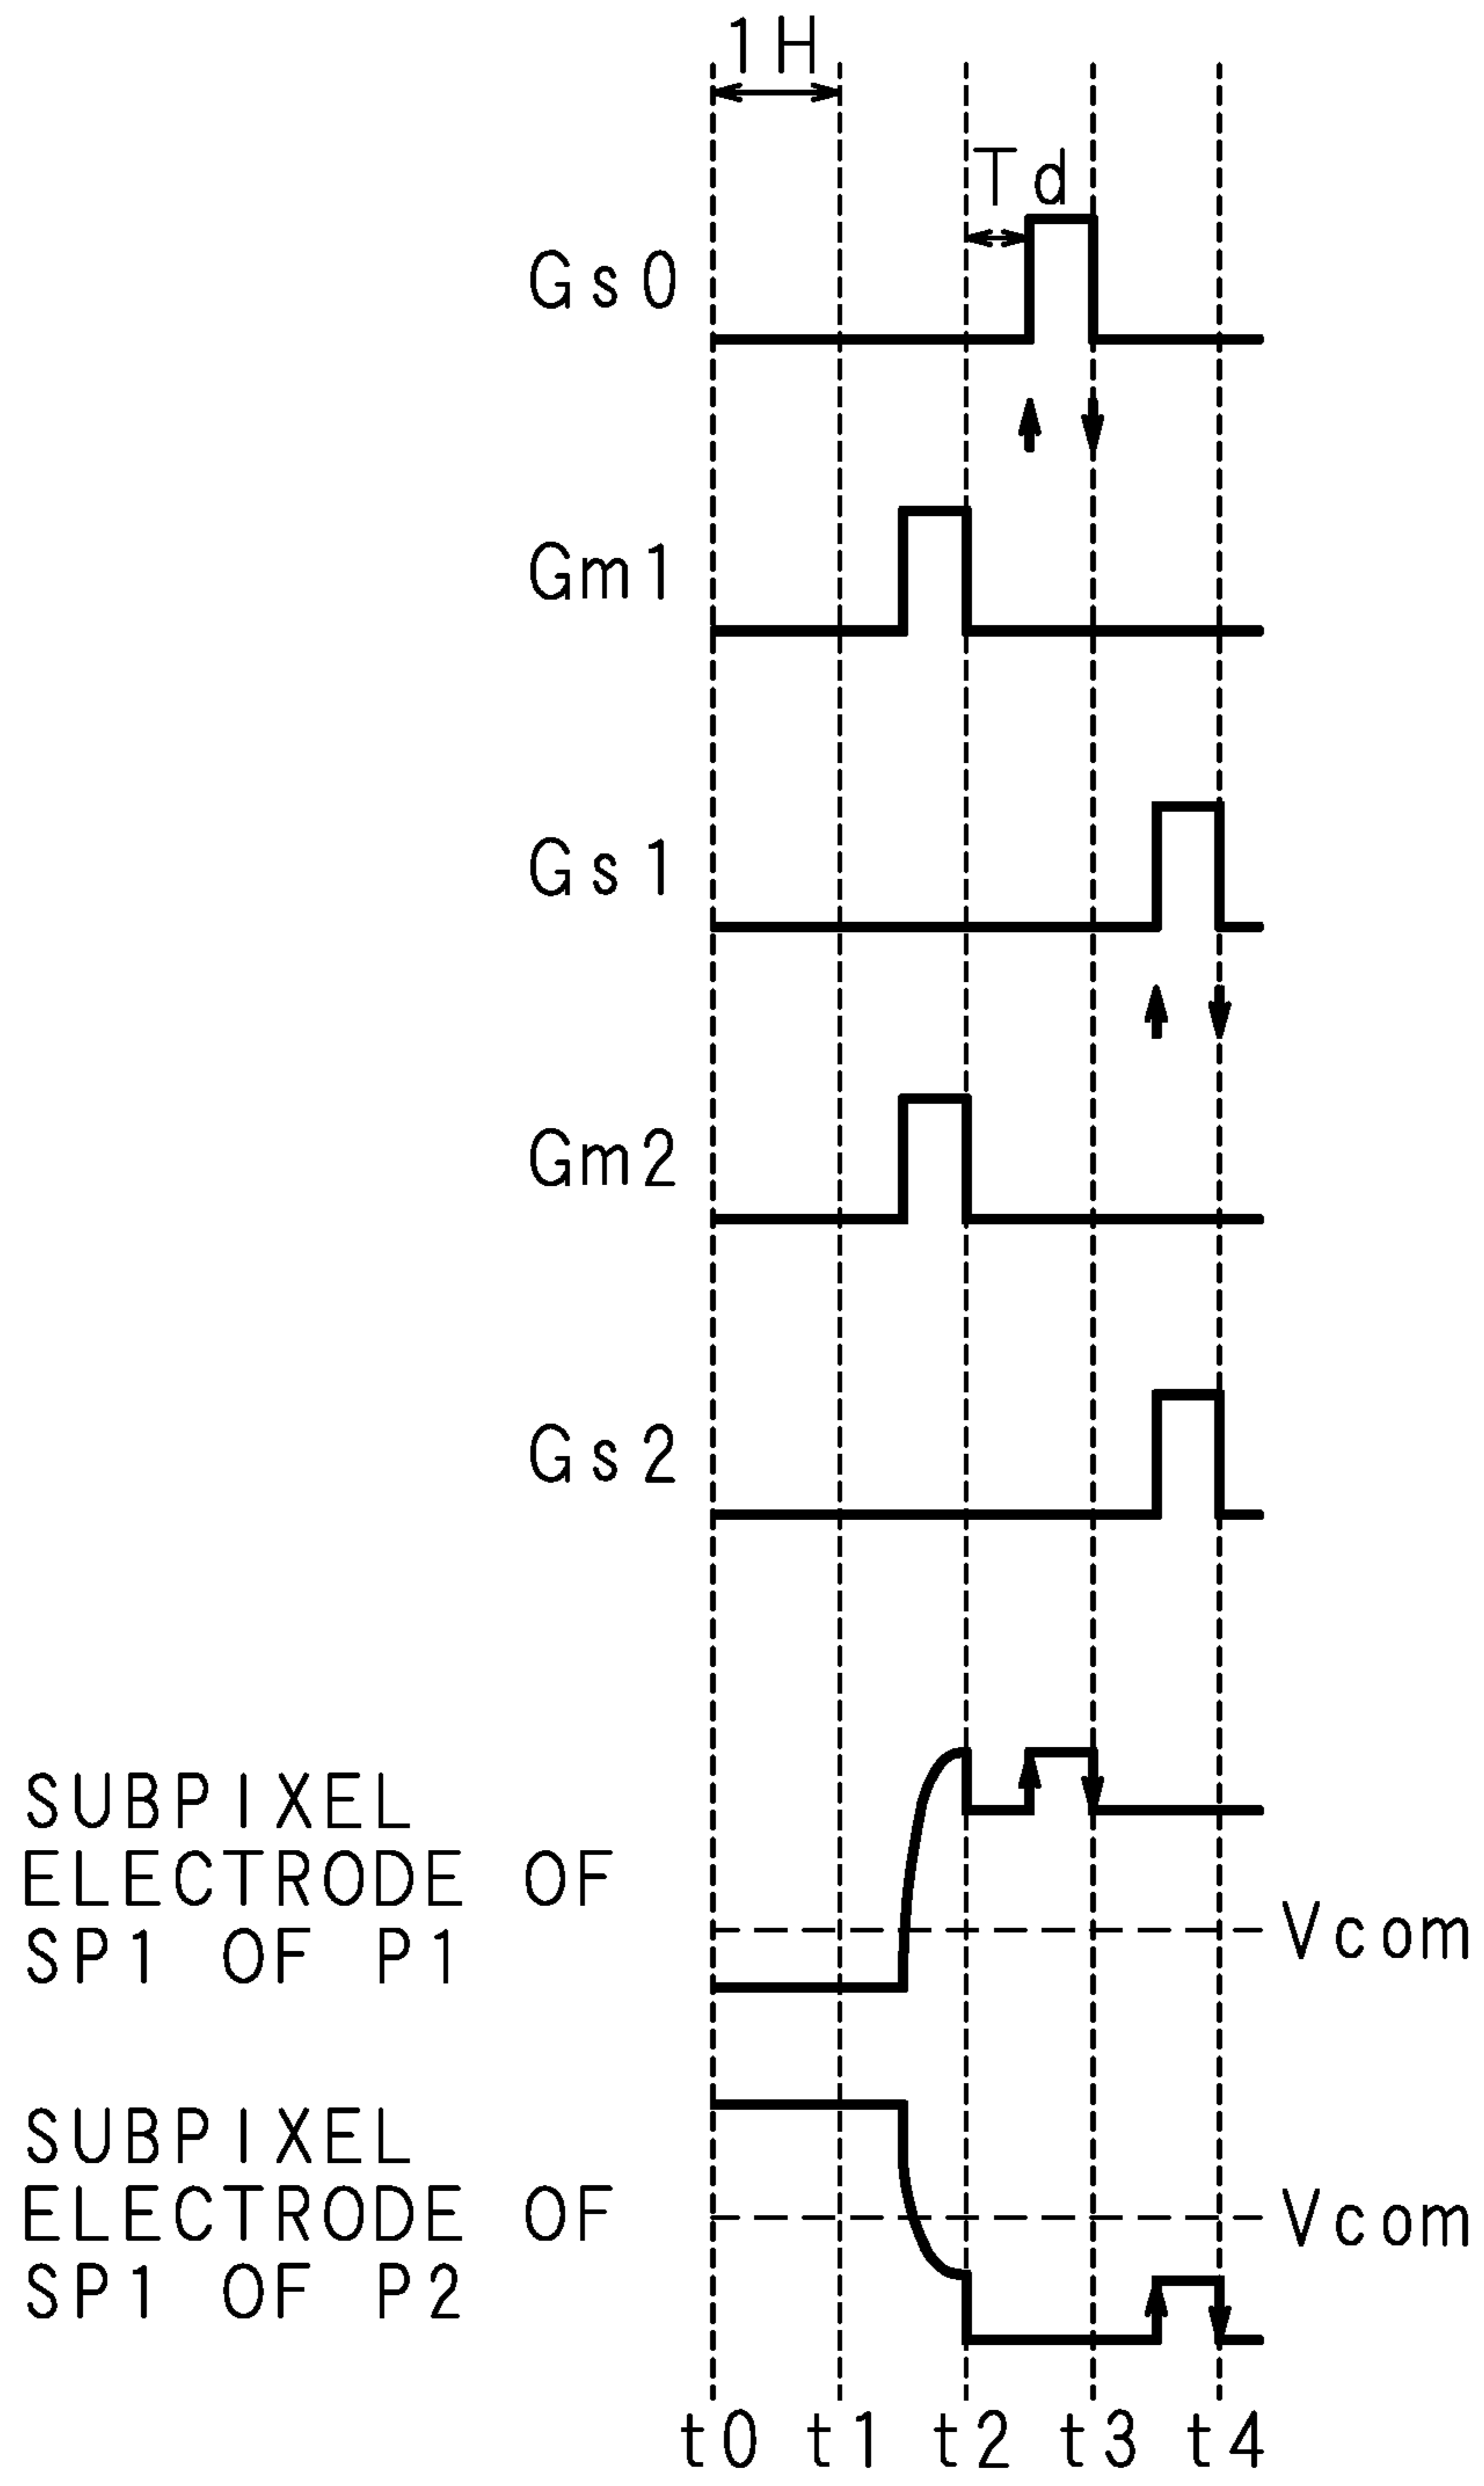 1H
Td
Gs0
Gm1
Gs1
Gm2
Gs2
SUBPIXEL
ELECTRODE OF
SP1 OF P1
Vcom
SUBPIXEL
ELECTRODE OF
SP1 OF P2
Vcom
t0 t1 t2 t3 t4